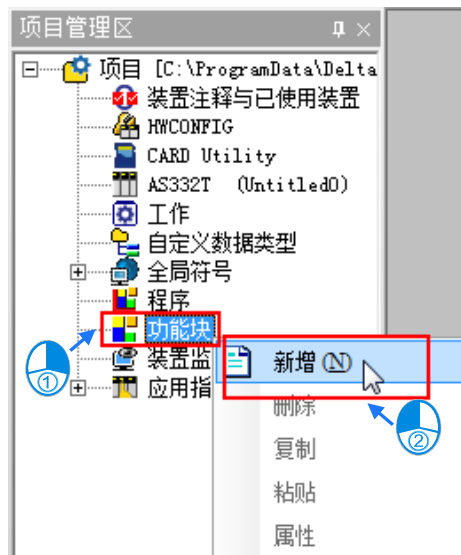 项目管理区
项目 [C:\ProgramData\Delta
装置注释与已使用装置
HWCONFIG
CARD Utility
AS332T (Untitled0)
工作
自定义数据类型
全局符号
程序
功能块
装置监
应用指
①
新增(N)
②
删除
复制
粘贴
属性